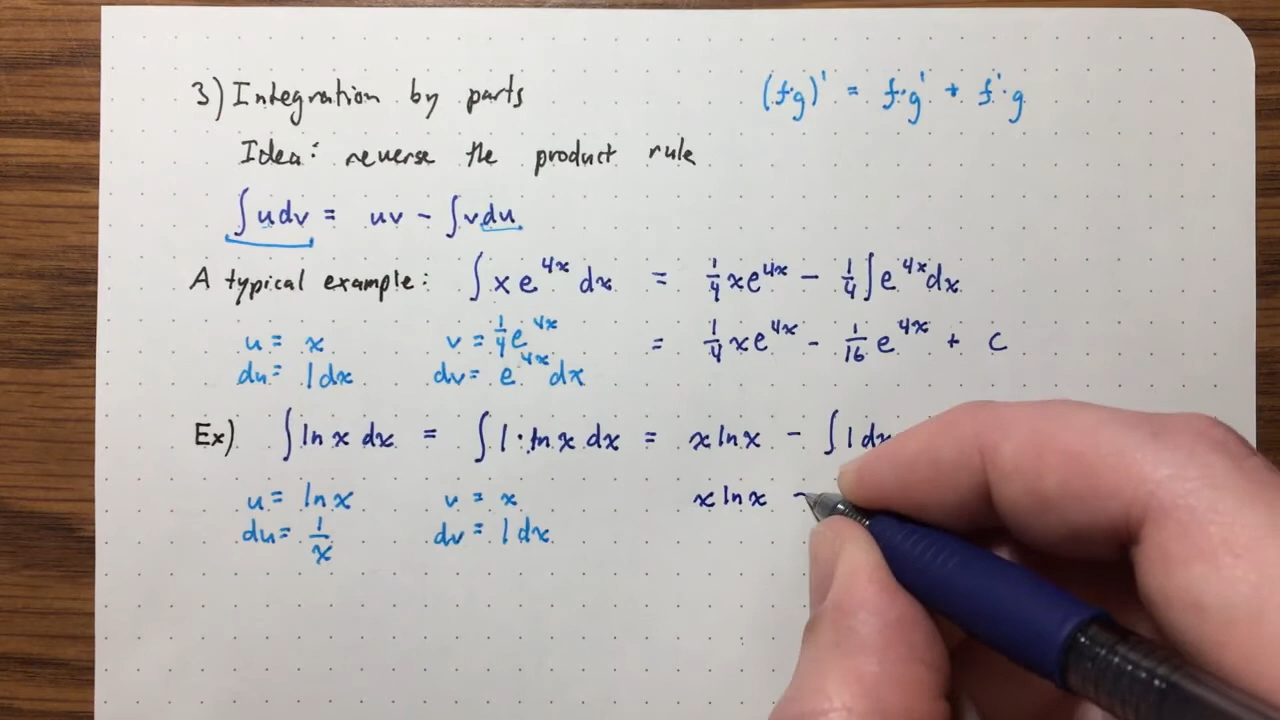 3) Integration by parts (f·g)' = f·g' + f'·g
Idea: reverse the product rule
∫udv = uv - ∫vdu
A typical example: ∫xe^{4x}dx = 1/4 xe^{4x} - 1/4 ∫e^{4x}dx
u = x v = 1/4 e^{4x} = 1/4 xe^{4x} - 1/16 e^{4x} + C
du = 1dx dv = e^{4x}dx
Ex) ∫ln x dx = ∫1·ln x dx = x ln x - ∫1dx
u = ln x v = x x ln x -
du = 1/x dv = 1dx